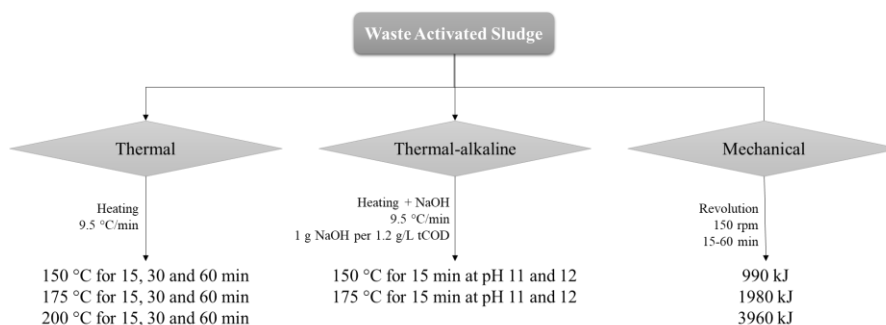 Waste Activated Sludge
Thermal
Thermal-alkaline
Mechanical
Heating
9.5 °C/min
Heating + NaOH
9.5 °C/min
1 g NaOH per 1.2 g/L tCOD
Revolution
150 rpm
15-60 min
150 °C for 15, 30 and 60 min
175 °C for 15, 30 and 60 min
200 °C for 15, 30 and 60 min
150 °C for 15 min at pH 11 and 12
175 °C for 15 min at pH 11 and 12
990 kJ
1980 kJ
3960 kJ